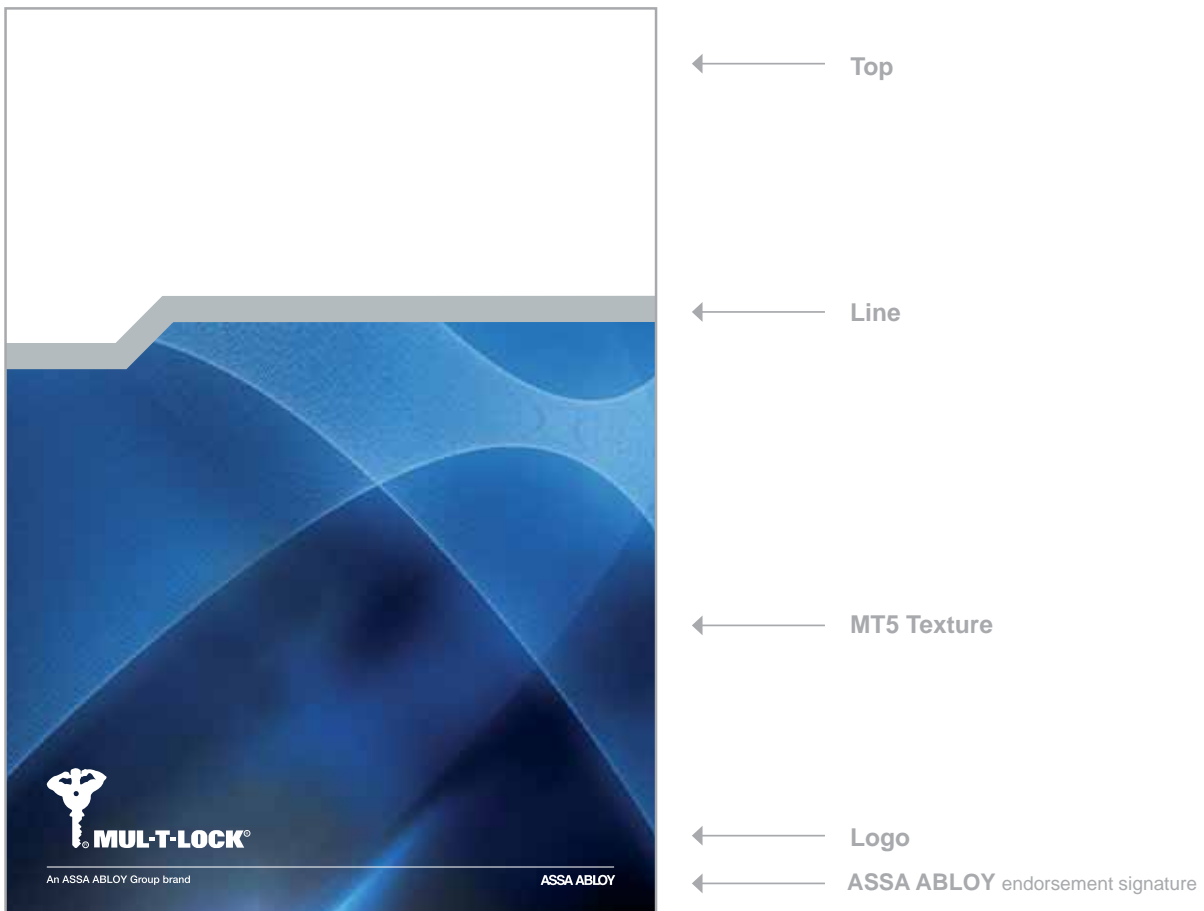 Top
Line
MT5 Texture
MUL-T-LOCK®
Logo
An ASSA ABLOY Group brand
ASSA ABLOY
ASSA ABLOY endorsement signature